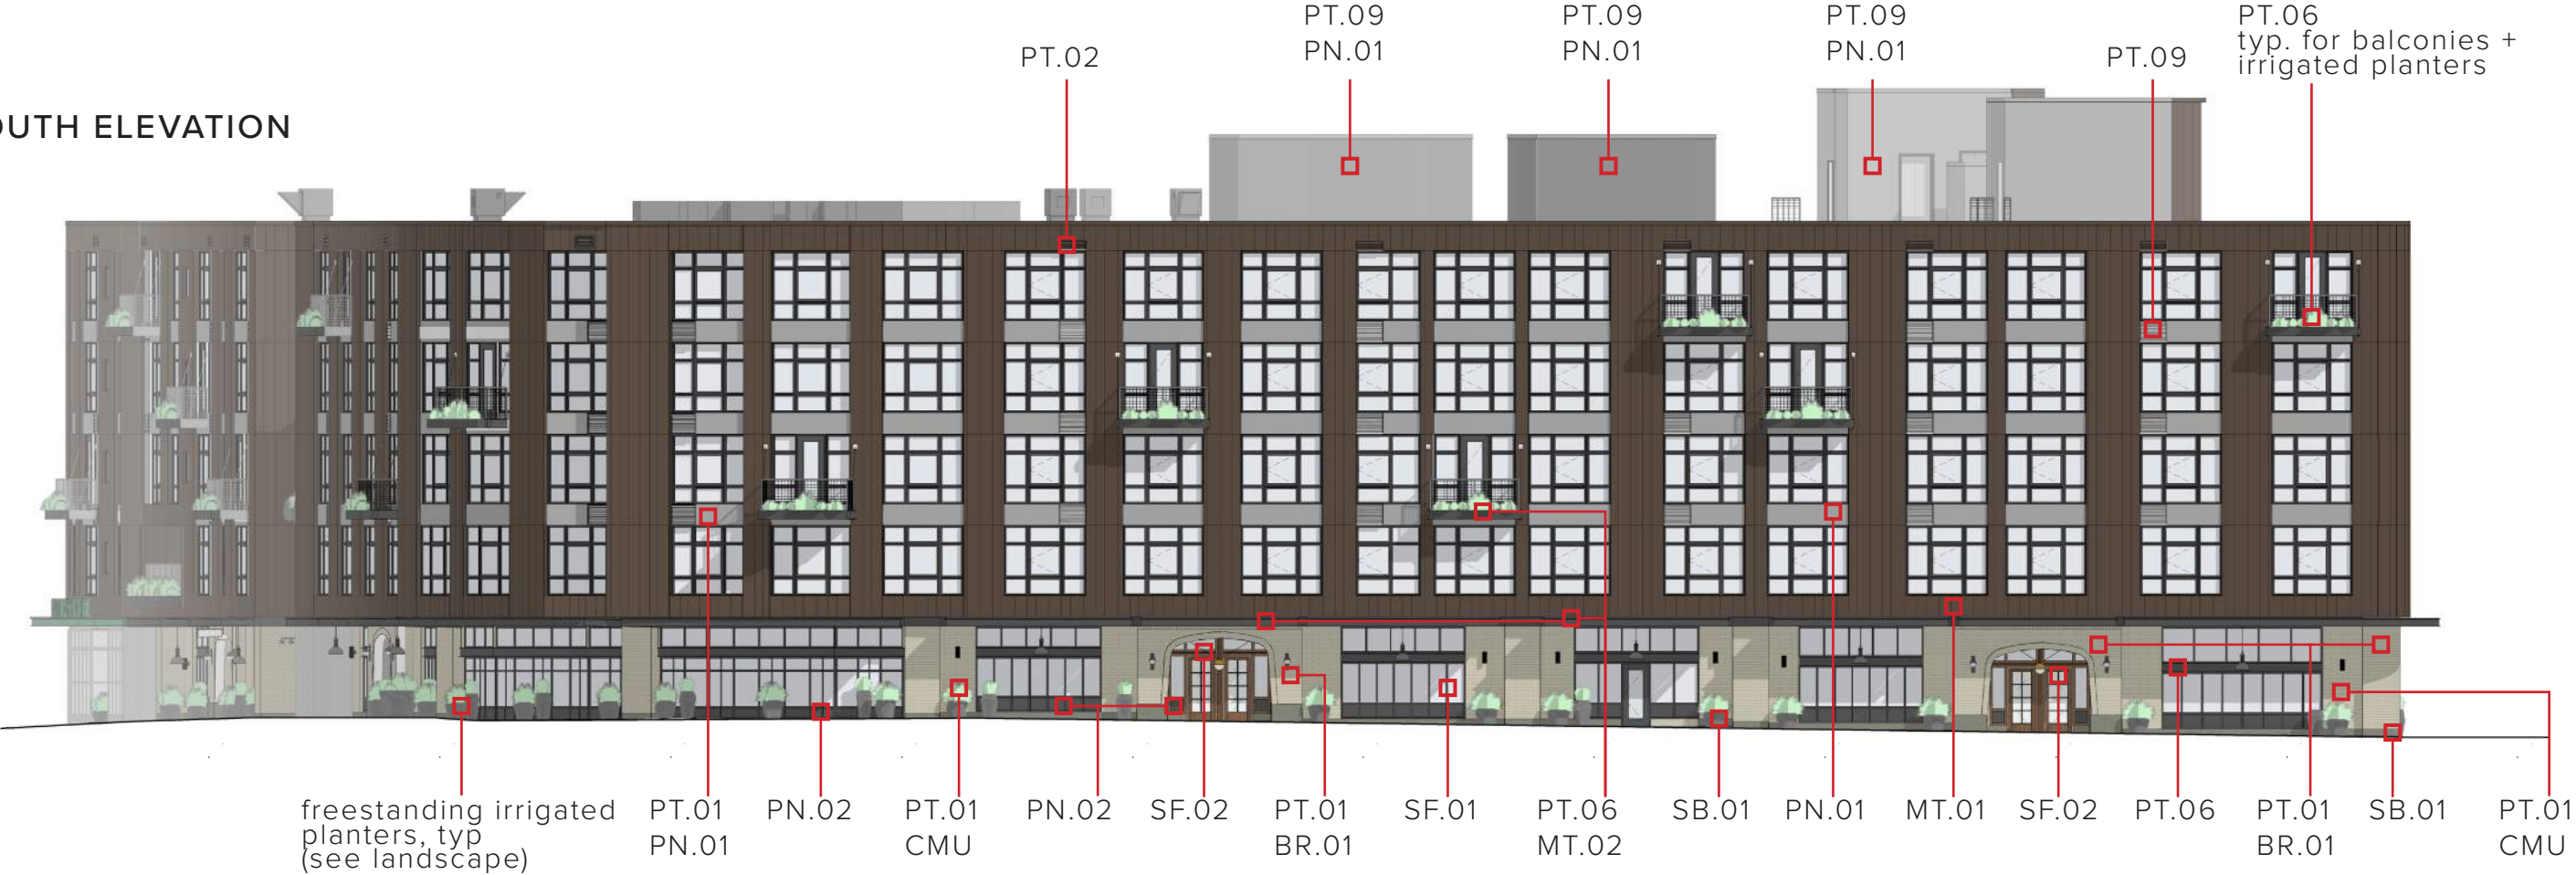 PT.09
PN.01
PT.09
PN.01
PT.09
PN.01
PT.06
typ. for balconies +
irrigated planters
PT.02
PT.09
OUTH ELEVATION
freestanding irrigated
planters, typ
(see landscape)
PT.01
PN.01
PN.02
PT.01
CMU
PN.02
SF.02
PT.01
BR.01
SF.01
PT.06
MT.02
SB.01
PN.01
MT.01
SF.02
PT.06
PT.01
BR.01
SB.01
PT.01
CMU